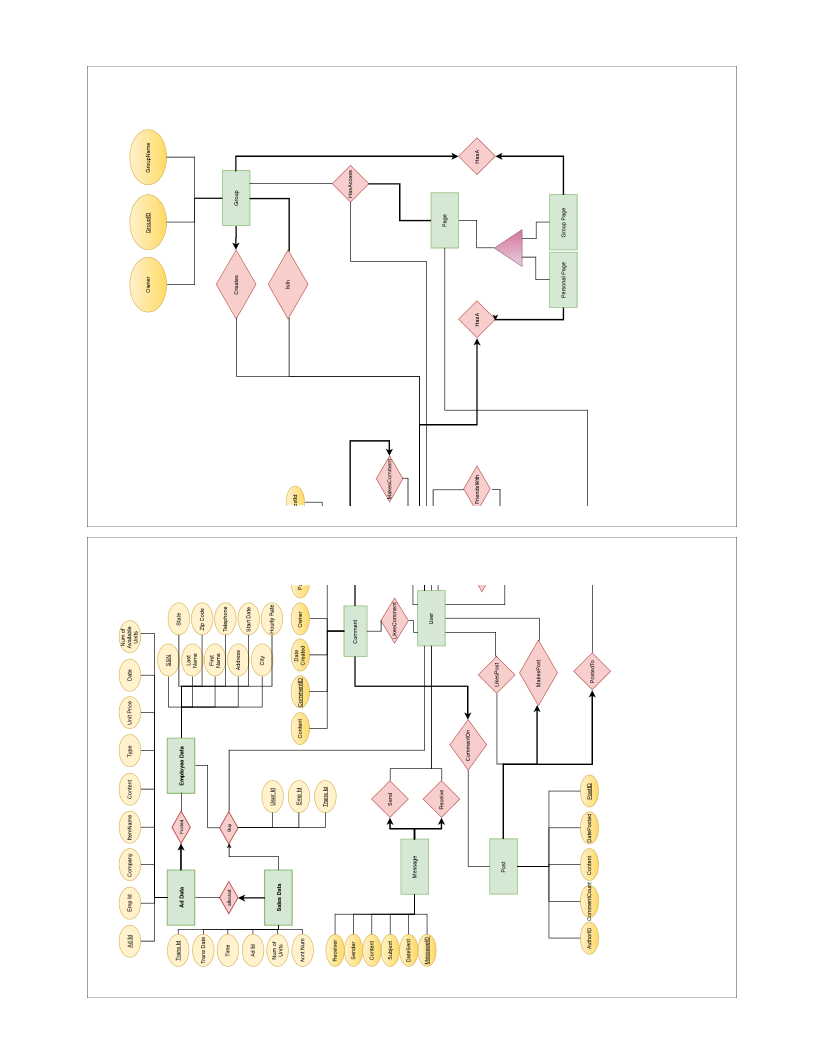 GroupName
GroupID
Owner
Group
Creates
IsIn
HasAccess
HasA
Page
Group Page
Personal Page
HasA
MakesComment
FriendsWith
Num of
Available
Units
Date
Unit Price
Type
Content
ItemName
Company
Emp Id
Ad Id
State
Zip Code
Telephone
Start Date
Hourly Rate
SSN
Last
Name
First
Name
Address
City
Employee Data
Posted
Ad Data
affected
Buy
Sales Data
User Id
Emp Id
Trans Id
Trans Id
Trans Date
Time
Ad Id
Num of
Units
Acnt Num
Owner
Date
Created
CommentID
Content
Comment
LikesComment
User
CommentOn
LikesPost
MakesPost
PostedTo
Send
Receive
Message
Receiver
Sender
Content
Subject
DateSent
MessageID
Post
PostID
DatePosted
Content
CommentCount
AuthorID